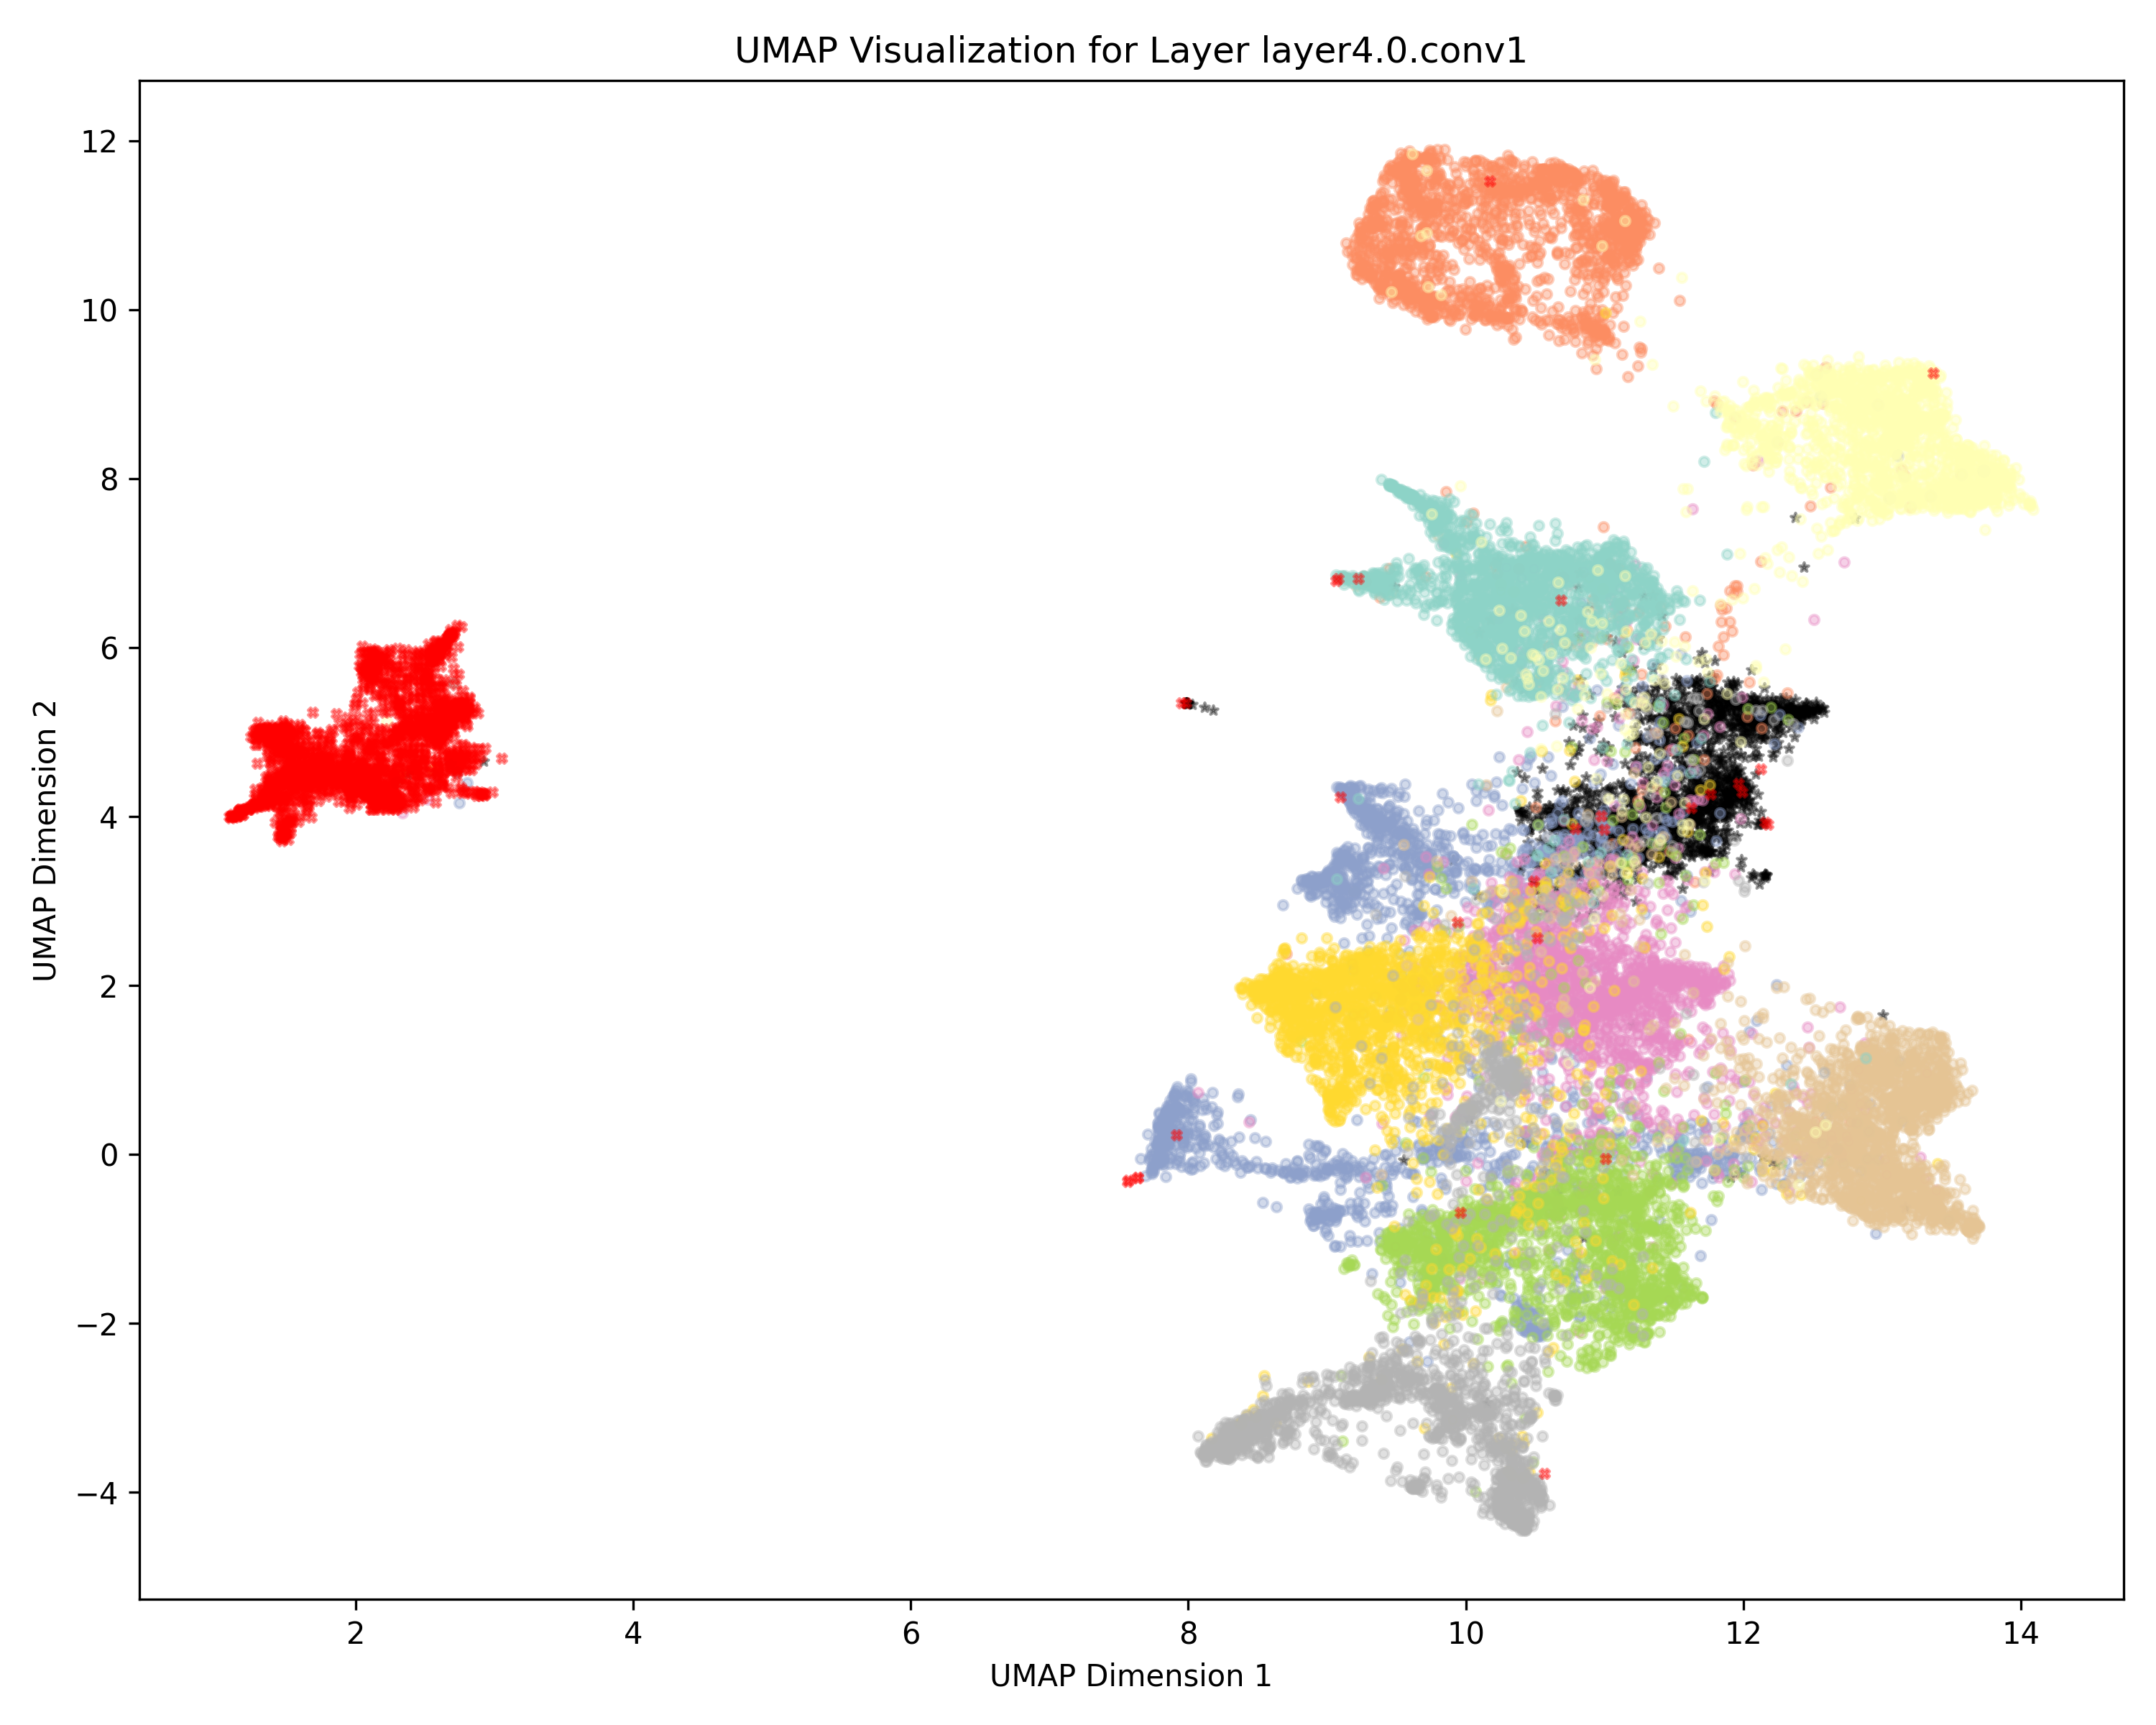 UMAP Visualization for Layer layer4.0.conv1
12
10
8
6
4
2
0
−2
−4
UMAP Dimension 2
2 4 6 8 10 12 14
UMAP Dimension 1